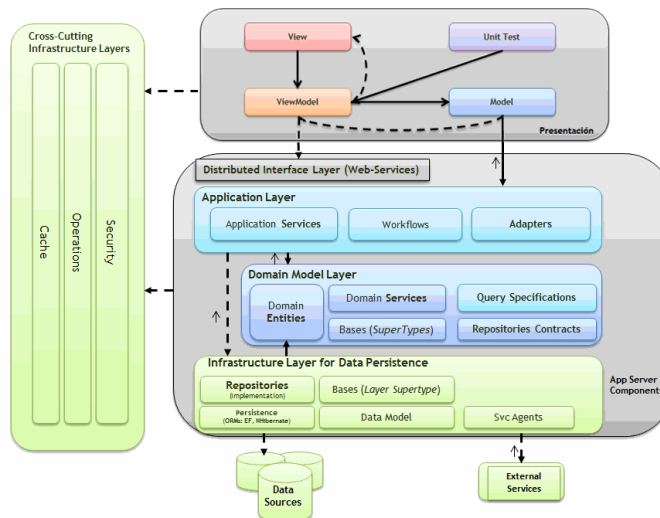 Cross-Cutting
Infrastructure Layers
Cache
Operations
Security
View
Unit Test
ViewModel
Model
Presentación
Distributed Interface Layer (Web-Services)
Application Layer
Application Services
Workflows
Adapters
Domain Model Layer
Domain
Entities
Domain Services
Query Specifications
Bases (SuperTypes)
Repositories Contracts
Infrastructure Layer for Data Persistence
Repositories
(Implementation)
Bases (Layer Supertype)
Persistence
(ORMs: EF, NHibernate)
Data Model
Svc Agents
App Server
Components
Data
Sources
External
Services